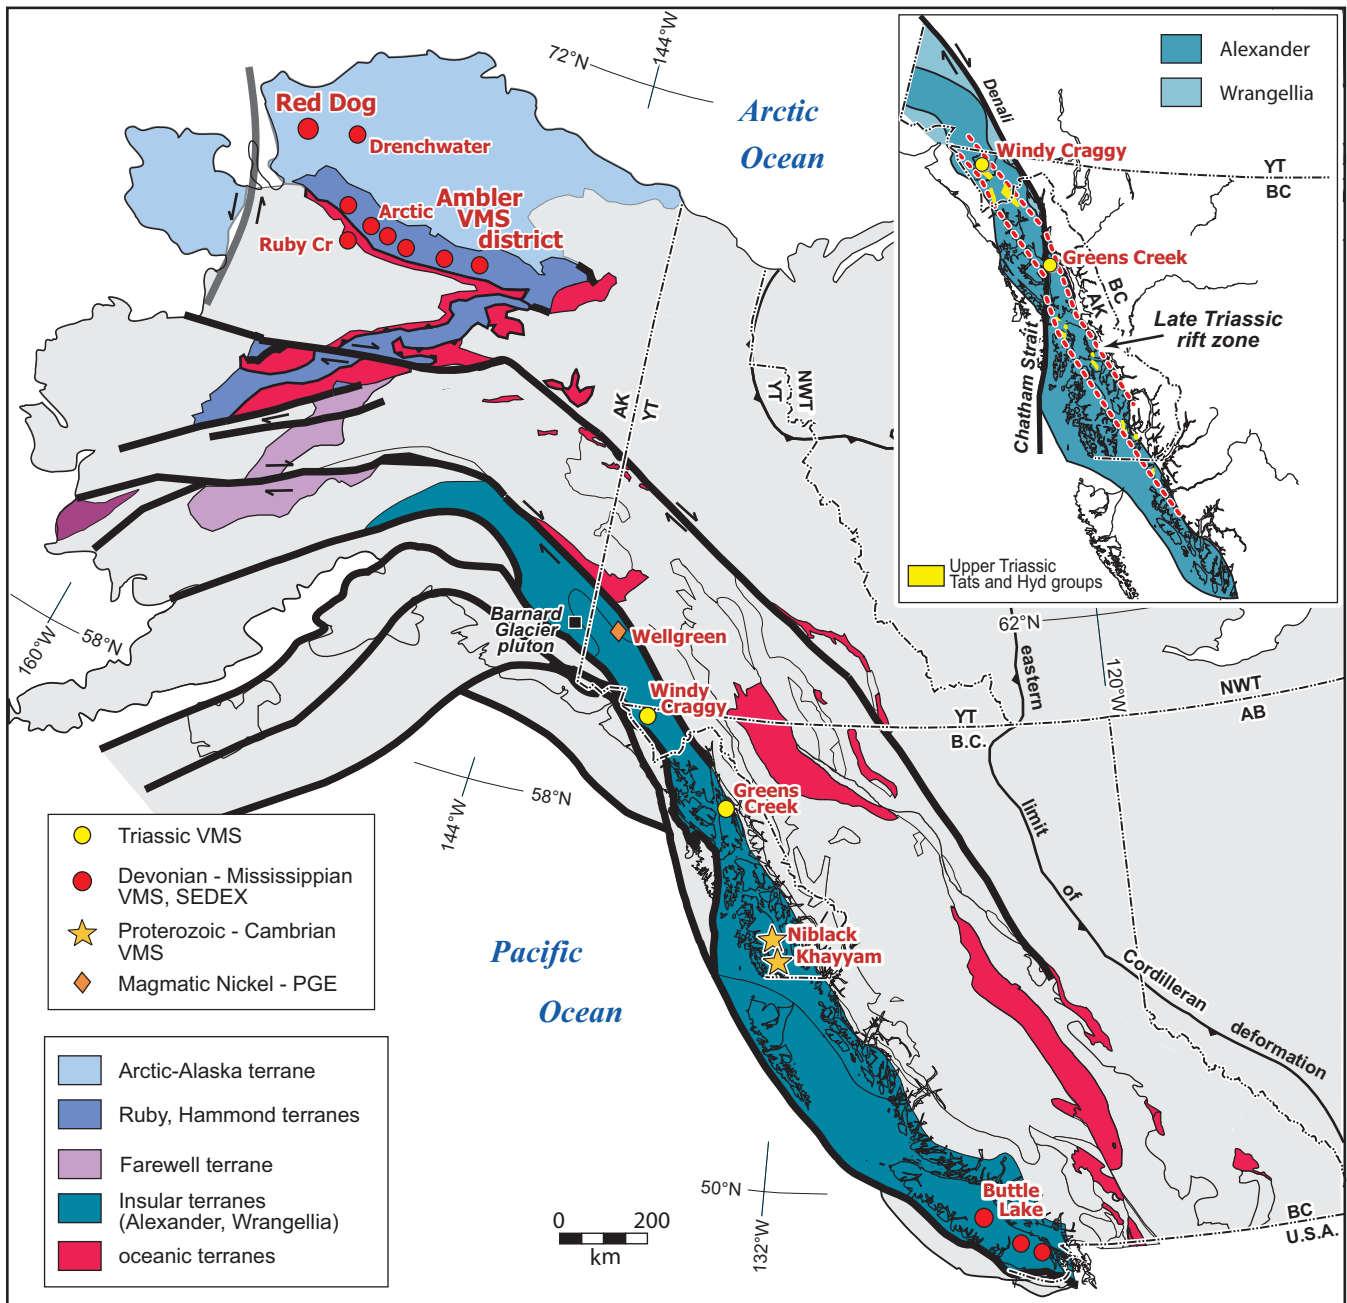 72°N
144°W
Arctic
Ocean
Red Dog
Drenchwater
Ambler
VMS
district
Arctic
Ruby Cr
AK
YT
NWT
YT
160°W
58°N
Barnard
Glacier
pluton
Wellgreen
Windy
Craggy
YT
B.C.
NWT
AB
62°N
120°W
eastern
limit
of
Cordilleran
deformation
144°W
58°N
Greens
Creek
Niblack
Khayyam
Pacific
Ocean
Buttle
Lake
50°N
132°W
BC
U.S.A.
0 200
km
Alexander
Wrangellia
Denali
Windy Craggy
YT
BC
Greens Creek
BC
AK
Late Triassic
rift zone
Chatham Strait
Upper Triassic
Tats and Hyd groups
Triassic VMS
Devonian - Mississippian
VMS, SEDEX
Proterozoic - Cambrian
VMS
Magmatic Nickel - PGE
Arctic-Alaska terrane
Ruby, Hammond terranes
Farewell terrane
Insular terranes
(Alexander, Wrangellia)
oceanic terranes